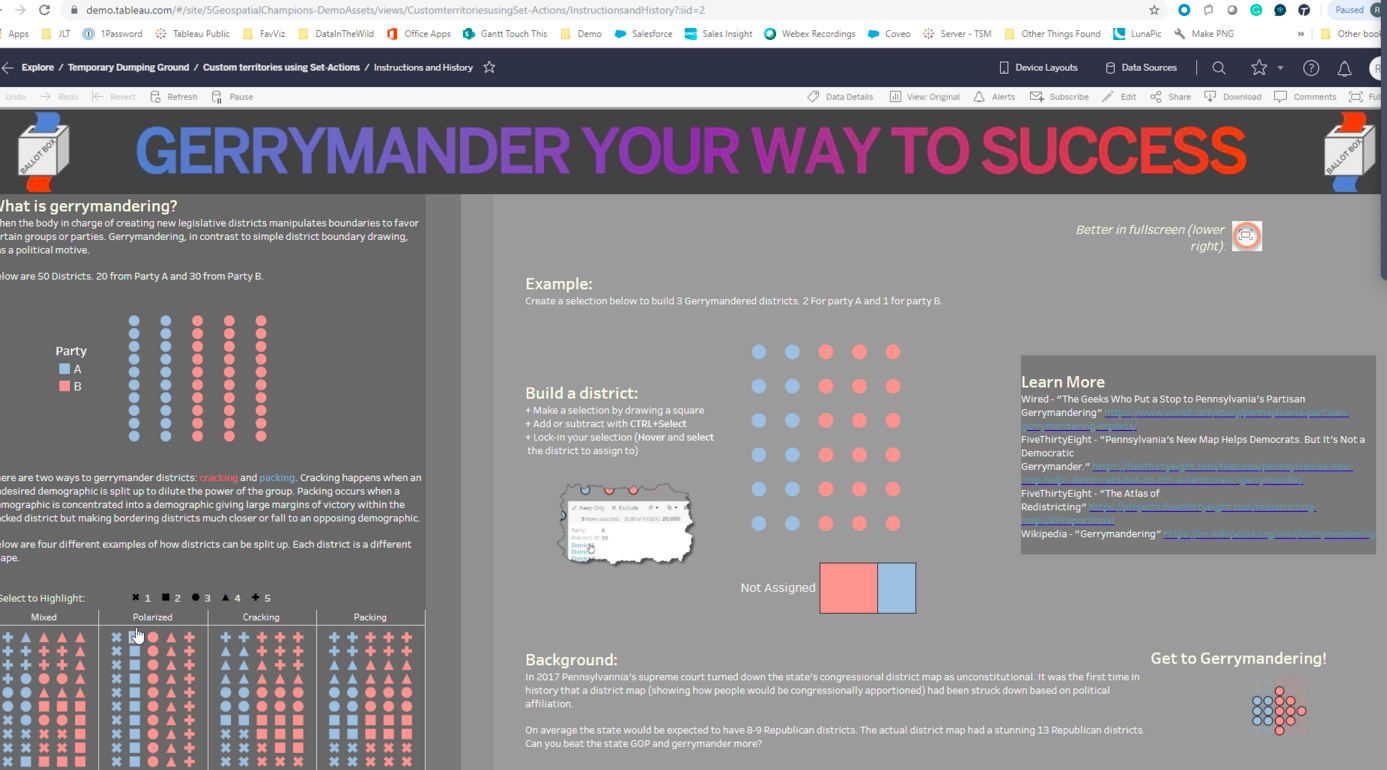 demo.tableau.com/#/site/5GeospatialChampions-DemoAssets/views/CustomterritoriesusingSet-Actions/InstructionsandHistory?:iid=2
Paused
R
Apps JLT 1Password Tableau Public FavViz DataInTheWild Office Apps Gantt Touch This Demo Salesforce Sales Insight Webex Recordings Coveo Server - TSM Other Things Found LunaPic Make PNG » Other boo
Explore / Temporary Dumping Ground / Custom territories using Set-Actions / Instructions and History
Device Layouts Data Sources
Undo Redo Revert Refresh Pause Data Details View: Original Alerts Subscribe Edit Share Download Comments Ful
BALLOT BOX
GERRYMANDER YOUR WAY TO SUCCESS
BALLOT BOX
What is gerrymandering?
hen the body in charge of creating new legislative districts manipulates boundaries to favor
rtain groups or parties. Gerrymandering, in contrast to simple district boundary drawing,
s a political motive.
elow are 50 Districts. 20 from Party A and 30 from Party B.
Party
A
B
ere are two ways to gerrymander districts: cracking and packing. Cracking happens when an
desired demographic is split up to dilute the power of the group. Packing occurs when a
emographic is concentrated into a demographic giving large margins of victory within the
cked district but making bordering districts much closer or fall to an opposing demographic.
elow are four different examples of how districts can be split up. Each district is a different
ape.
Select to Highlight: 1 2 3 4 5
Mixed Polarized Cracking Packing
Better in fullscreen (lower
right):
Example:
Create a selection below to build 3 Gerrymandered districts. 2 For party A and 1 for party B.
Build a district:
+ Make a selection by drawing a square
+ Add or subtract with CTRL+Select
+ Lock-in your selection (Hover and select
the district to assign to)
Keep Only Exclude
8 items selected SUM of AVG(X): 20.000
Party: A
Precinct ID: 16
District
District
Not Assigned
Learn More
Wired - "The Geeks Who Put a Stop to Pennsylvania's Partisan
Gerrymandering" https://www.wired.com/story/pennsylvania-partisan-
gerrymandering-experts/
FiveThirtyEight - "Pennsylvania's New Map Helps Democrats. But It's Not a
Democratic
Gerrymander." https://fivethirtyeight.com/features/pennsylvanias-new-
map-helps-democrats-but-its-not-a-democratic-gerrymander/
FiveThirtyEight - "The Atlas of
Redistricting" https://projects.fivethirtyeight.com/redistricting-
Wikipedia - "Gerrymandering"
Background:
In 2017 Pennsylvannia's supreme court turned down the state's congressional district map as unconstitutional. It was the first time in
history that a district map (showing how people would be congressionally apportioned) had been struck down based on political
affiliation.
On average the state would be expected to have 8-9 Republican districts. The actual district map had a stunning 13 Republican districts.
Can you beat the state GOP and gerrymander more?
Get to Gerrymandering!